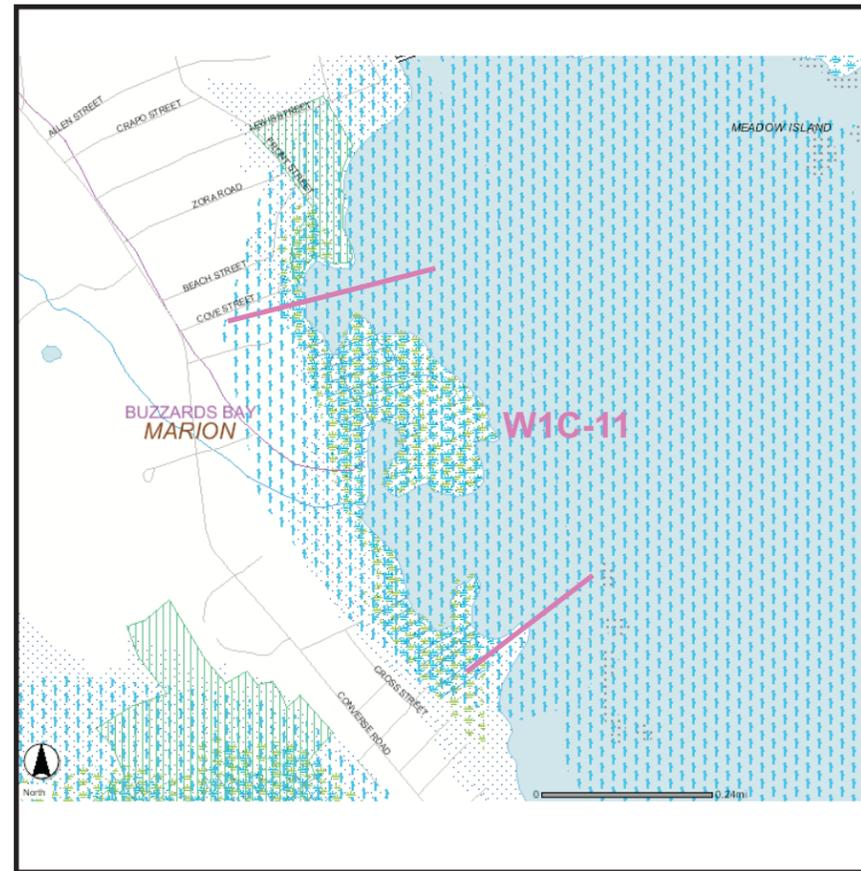 ALLEN STREET
CRAPO STREET
LEWIS STREET
FRONT STREET
MEADOW ISLAND
ZORA ROAD
BEACH STREET
COVE STREET
BUZZARDS BAY
MARION
W1C-11
CROSS STREET
CONVERSE ROAD
North
0 0.24mi